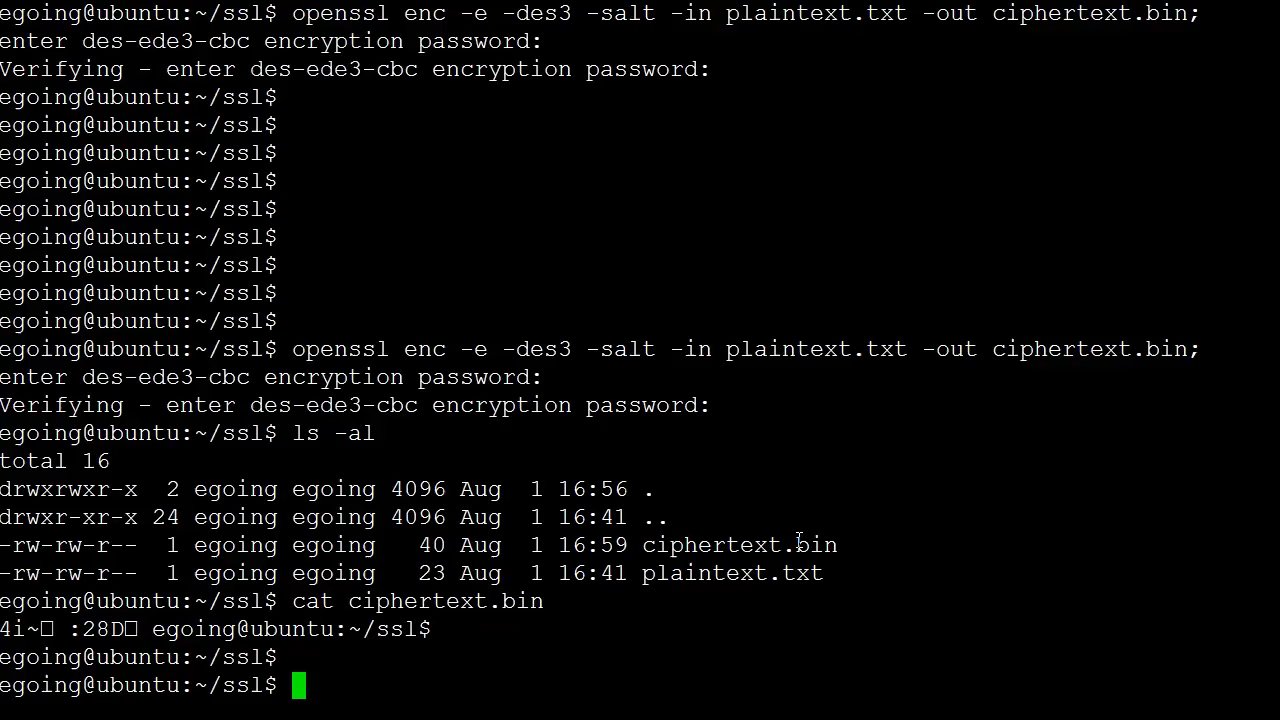 egoing@ubuntu:~/ssl$ openssl enc -e -des3 -salt -in plaintext.txt -out ciphertext.bin;
enter des-ede3-cbc encryption password:
Verifying - enter des-ede3-cbc encryption password:
egoing@ubuntu:~/ssl$
egoing@ubuntu:~/ssl$
egoing@ubuntu:~/ssl$
egoing@ubuntu:~/ssl$
egoing@ubuntu:~/ssl$
egoing@ubuntu:~/ssl$
egoing@ubuntu:~/ssl$
egoing@ubuntu:~/ssl$
egoing@ubuntu:~/ssl$
egoing@ubuntu:~/ssl$ openssl enc -e -des3 -salt -in plaintext.txt -out ciphertext.bin;
enter des-ede3-cbc encryption password:
Verifying - enter des-ede3-cbc encryption password:
egoing@ubuntu:~/ssl$ ls -al
total 16
drwxrwxr-x  2 egoing egoing 4096 Aug  1 16:56 .
drwxr-xr-x 24 egoing egoing 4096 Aug  1 16:41 ..
-rw-rw-r--  1 egoing egoing   40 Aug  1 16:59 ciphertext.bin
-rw-rw-r--  1 egoing egoing   23 Aug  1 16:41 plaintext.txt
egoing@ubuntu:~/ssl$ cat ciphertext.bin
4i~□ :28D□ egoing@ubuntu:~/ssl$
egoing@ubuntu:~/ssl$
egoing@ubuntu:~/ssl$